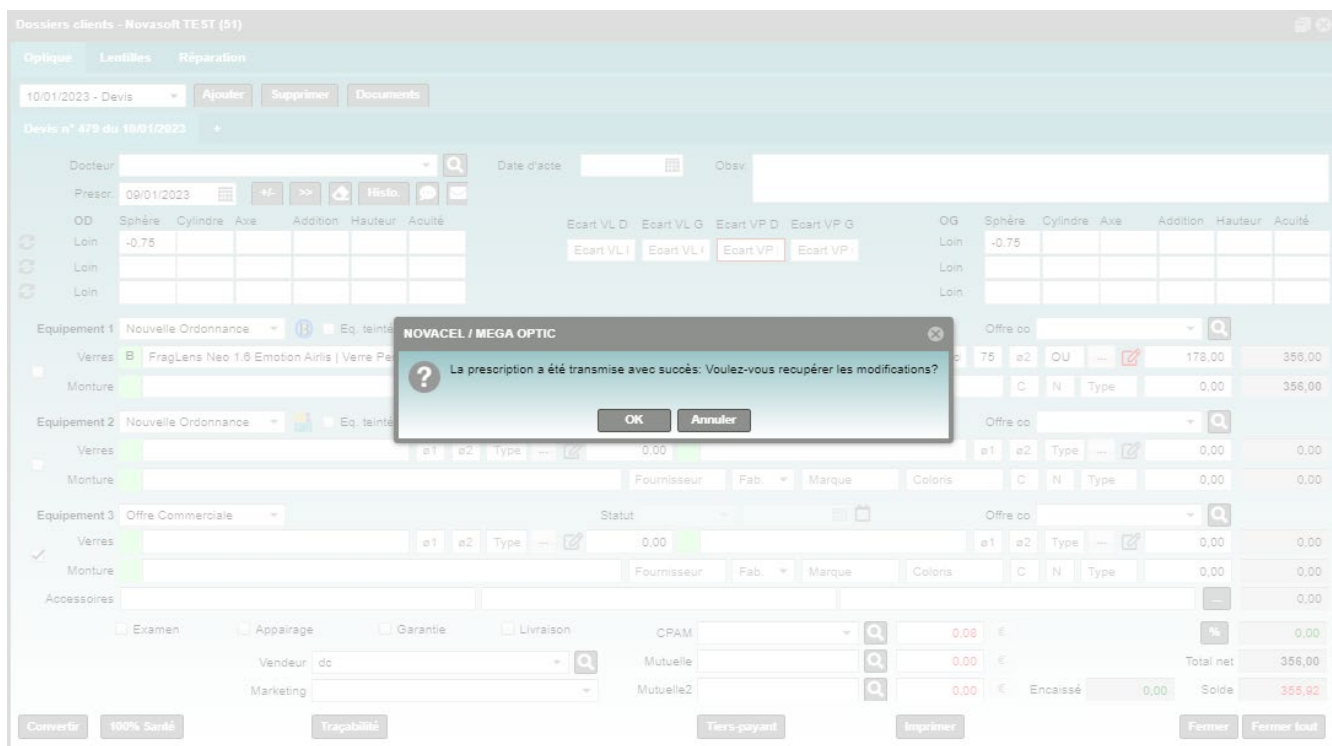 Dossiers clients - Novasoft TEST (51)
Optique Lentilles Réparation
10/01/2023 - Devis Ajouter Supprimer Documents
Devis n° 479 du 10/01/2023 +
Docteur Date d'acte Obsv.
Prescr. 09/01/2023 +/- >> Histo.
OD Sphère Cylindre Axe Addition Hauteur Acuité Ecart VL D Ecart VL G Ecart VP D Ecart VP G OG Sphère Cylindre Axe Addition Hauteur Acuité
Loin -0.75 Ecart VL Ecart VL Ecart VP Ecart VP Loin -0.75
Loin Loin
Loin Loin
Equipement 1 Nouvelle Ordonnance Eq. teinté Offre co
NOVACEL / MEGA OPTIC
Verres B FragLens Neo 1.6 Emotion Airlis | Verre 75 ø2 OU ... 178,00 356,00
La prescription a été transmise avec succès: Voulez-vous recupérer les modifications?
Monture C N Type 0,00 356,00
OK Annuler
Equipement 2 Nouvelle Ordonnance Eq. teinté Offre co
Verres ø1 ø2 Type ... 0,00 ø1 ø2 Type ... 0,00 0,00
Monture Fournisseur Fab. Marque Coloris C N Type 0,00 0,00
Equipement 3 Offre Commerciale Statut Offre co
Verres ø1 ø2 Type ... 0,00 ø1 ø2 Type ... 0,00 0,00
Monture Fournisseur Fab. Marque Coloris C N Type 0,00 0,00
Accessoires ... 0,00
Examen Appairage Garantie Livraison CPAM 0,08 € % 0,00
Vendeur dc Mutuelle 0,00 € Total net 356,00
Marketing Mutuelle2 0,00 € Encaissé 0,00 Solde 355,92
Convertir 100% Santé Traçabilité Tiers-payant Imprimer Fermer Fermer tout